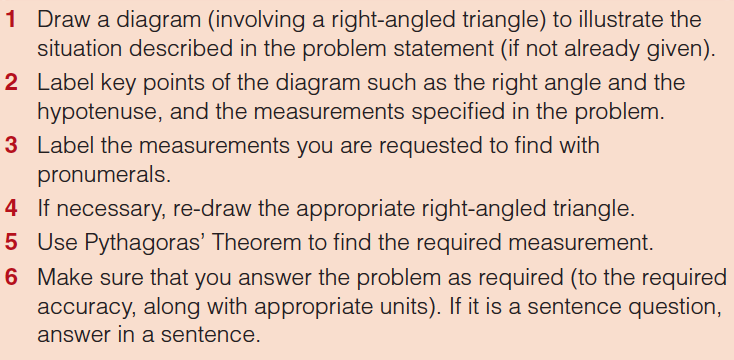 1 Draw a diagram (involving a right-angled triangle) to illustrate the
situation described in the problem statement (if not already given).
2 Label key points of the diagram such as the right angle and the
hypotenuse, and the measurements specified in the problem.
3 Label the measurements you are requested to find with
pronumerals.
4 If necessary, re-draw the appropriate right-angled triangle.
5 Use Pythagoras’ Theorem to find the required measurement.
6 Make sure that you answer the problem as required (to the required
accuracy, along with appropriate units). If it is a sentence question,
answer in a sentence.